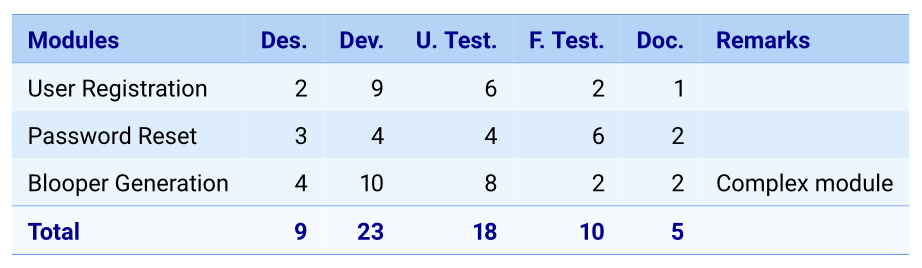 Modules Des. Dev. U. Test. F. Test. Doc. Remarks
User Registration 2 9 6 2 1
Password Reset 3 4 4 6 2
Blooper Generation 4 10 8 2 2 Complex module
Total 9 23 18 10 5